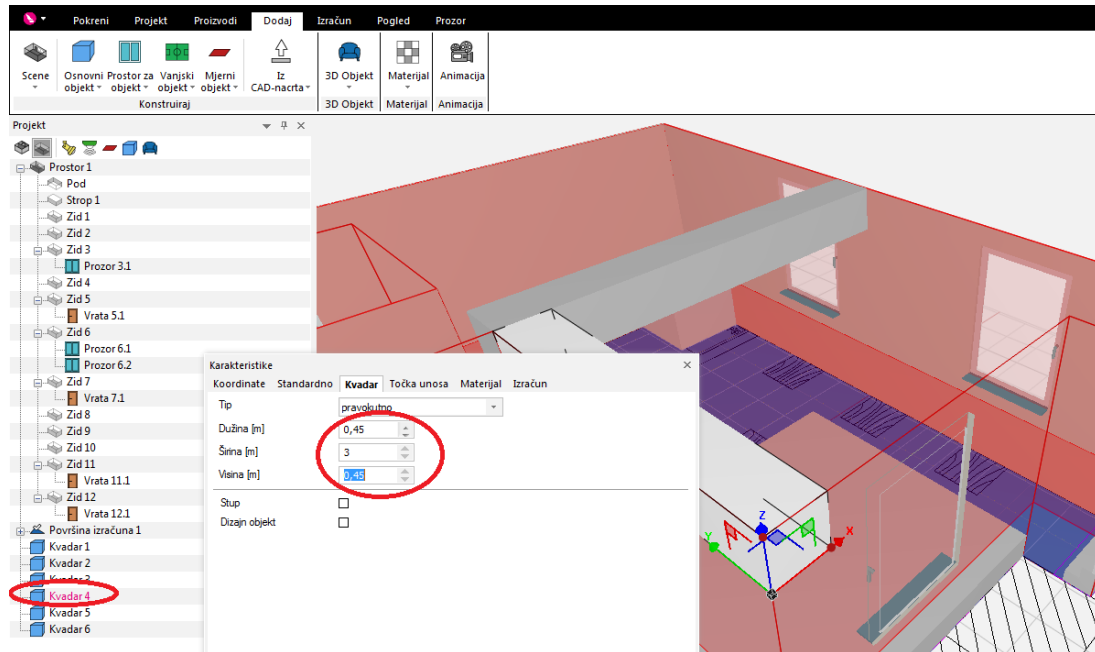 Pokreni Projekt Proizvodi Dodaj Izračun Pogled Prozor
Scene Osnovni objekt Prostor za objekt Vanjski objekt Mjerni objekt Iz CAD-nacrta 3D Objekt Materijal Animacija
Konstruiraj 3D Objekt Materijal Animacija
Projekt
Prostor 1
Pod
Strop 1
Zid 1
Zid 2
Zid 3
Prozor 3.1
Zid 4
Zid 5
Vrata 5.1
Zid 6
Prozor 6.1
Prozor 6.2
Zid 7
Vrata 7.1
Zid 8
Zid 9
Zid 10
Zid 11
Vrata 11.1
Zid 12
Vrata 12.1
Površina izračuna 1
Kvadar 1
Kvadar 2
Kvadar 3
Kvadar 4
Kvadar 5
Kvadar 6
Karakteristike
Koordinate Standardno Kvadar Točka unosa Materijal Izračun
Tip pravokutno
Dužina [m] 0,45
Širina [m] 3
Visina [m] 0,45
Stup
Dizajn objekt
Z
Y
X